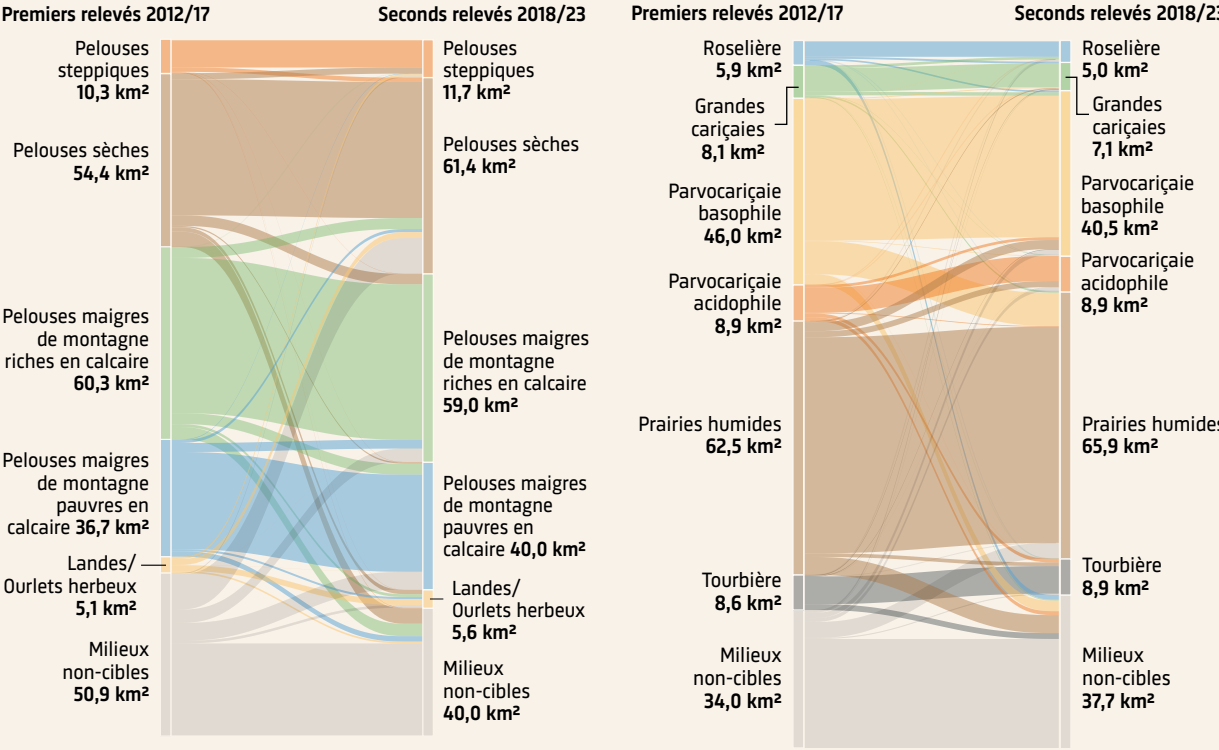 Premiers relevés 2012/17
Seconds relevés 2018/23
Pelouses
steppiques
10,3 km²
Pelouses sèches
54,4 km²
Pelouses maigres
de montagne
riches en calcaire
60,3 km²
Pelouses maigres
de montagne
pauvres en
calcaire 36,7 km²
Landes/
Ourlets herbeux
5,1 km²
Milieux
non-cibles
50,9 km²
Pelouses
steppiques
11,7 km²
Pelouses sèches
61,4 km²
Pelouses maigres
de montagne
riches en calcaire
59,0 km²
Pelouses maigres
de montagne
pauvres en
calcaire 40,0 km²
Landes/
Ourlets herbeux
5,6 km²
Milieux
non-cibles
40,0 km²
Premiers relevés 2012/17
Seconds relevés 2018/23
Roselière
5,9 km²
Grandes
cariçaies
8,1 km²
Parvocariçaie
basophile
46,0 km²
Parvocariçaie
acidophile
8,9 km²
Prairies humides
62,5 km²
Tourbière
8,6 km²
Milieux
non-cibles
34,0 km²
Roselière
5,0 km²
Grandes
cariçaies
7,1 km²
Parvocariçaie
basophile
40,5 km²
Parvocariçaie
acidophile
8,9 km²
Prairies humides
65,9 km²
Tourbière
8,9 km²
Milieux
non-cibles
37,7 km²